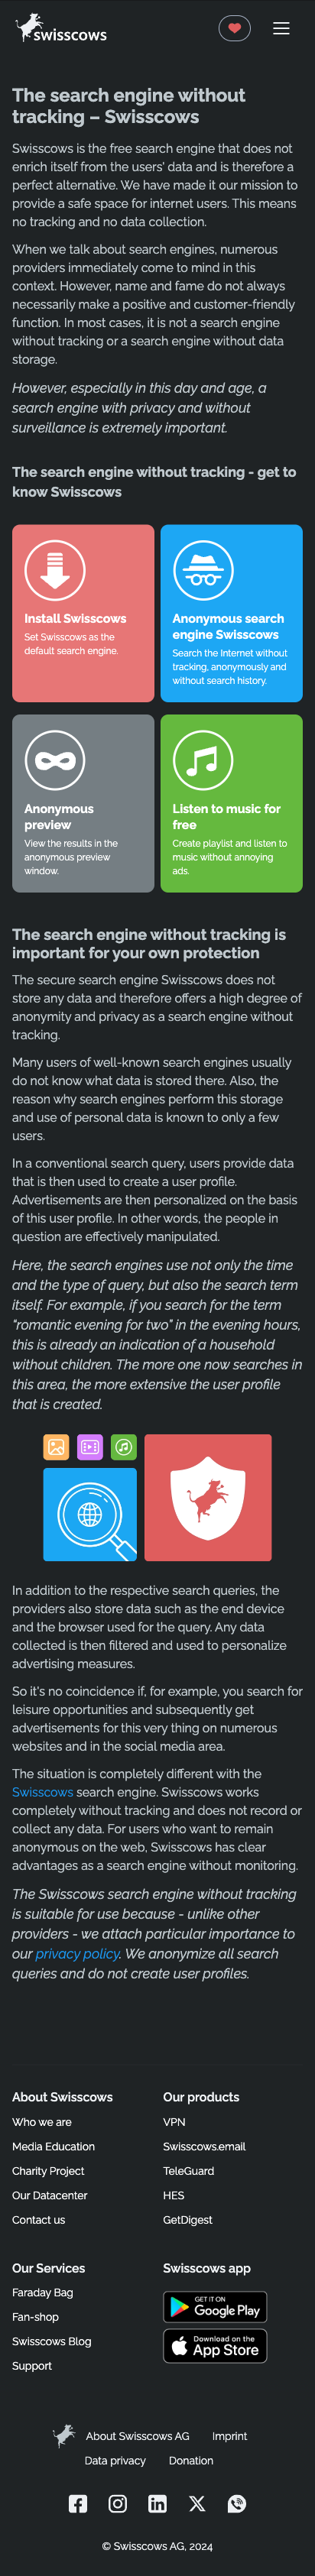 swisscows
The search engine without
tracking – Swisscows
Swisscows is the free search engine that does not
enrich itself from the users' data and is therefore a
perfect alternative. We have made it our mission to
provide a safe space for internet users. This means
no tracking and no data collection.
When we talk about search engines, numerous
providers immediately come to mind in this
context. However, name and fame do not always
necessarily make a positive and customer-friendly
function. In most cases, it is not a search engine
without tracking or a search engine without data
storage.
However, especially in this day and age, a
search engine with privacy and without
surveillance is extremely important.
The search engine without tracking - get to
know Swisscows
Install Swisscows
Set Swisscows as the
default search engine.
Anonymous search
engine Swisscows
Search the Internet without
tracking, anonymously and
without search history.
Anonymous
preview
View the results in the
anonymous preview
window.
Listen to music for
free
Create playlist and listen to
music without annoying
ads.
The search engine without tracking is
important for your own protection
The secure search engine Swisscows does not
store any data and therefore offers a high degree of
anonymity and privacy as a search engine without
tracking.
Many users of well-known search engines usually
do not know what data is stored there. Also, the
reason why search engines perform this storage
and use of personal data is known to only a few
users.
In a conventional search query, users provide data
that is then used to create a user profile.
Advertisements are then personalized on the basis
of this user profile. In other words, the people in
question are effectively manipulated.
Here, the search engines use not only the time
and the type of query, but also the search term
itself. For example, if you search for the term
"romantic evening for two" in the evening hours,
this is already an indication of a household
without children. The more one now searches in
this area, the more extensive the user profile
that is created.
In addition to the respective search queries, the
providers also store data such as the end device
and the browser used for the query. Any data
collected is then filtered and used to personalize
advertising measures.
So it's no coincidence if, for example, you search for
leisure opportunities and subsequently get
advertisements for this very thing on numerous
websites and in the social media area.
The situation is completely different with the
Swisscows search engine. Swisscows works
completely without tracking and does not record or
collect any data. For users who want to remain
anonymous on the web, Swisscows has clear
advantages as a search engine without monitoring.
The Swisscows search engine without tracking
is suitable for use because - unlike other
providers - we attach particular importance to
our privacy policy. We anonymize all search
queries and do not create user profiles.
About Swisscows
Who we are
Media Education
Charity Project
Our Datacenter
Contact us
Our products
VPN
Swisscows.email
TeleGuard
HES
GetDigest
Our Services
Faraday Bag
Fan-shop
Swisscows Blog
Support
Swisscows app
GET IT ON
Google Play
Download on the
App Store
About Swisscows AG Imprint
Data privacy Donation
© Swisscows AG, 2024